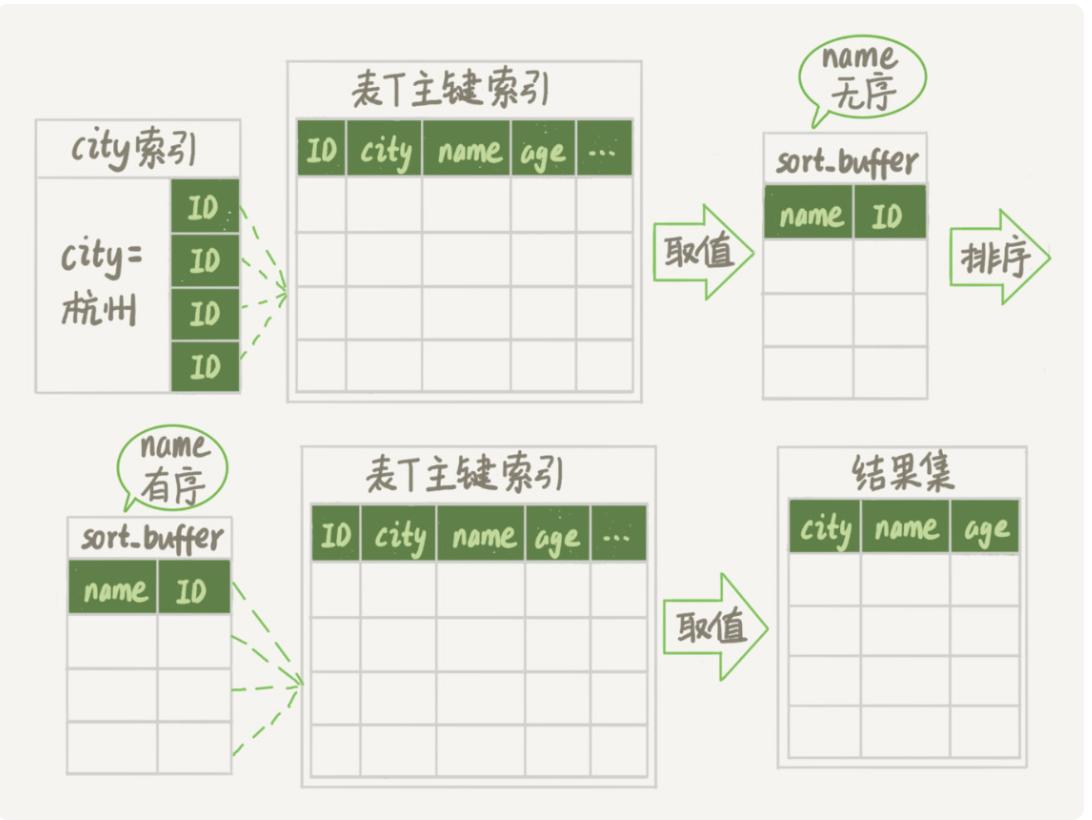 city索引
city=
杭州
ID
ID
ID
ID
表T主键索引
ID city name age ...
取值
name
无序
sort_buffer
name ID
排序
name
有序
sort_buffer
name ID
表T主键索引
ID city name age ...
取值
结果集
city name age